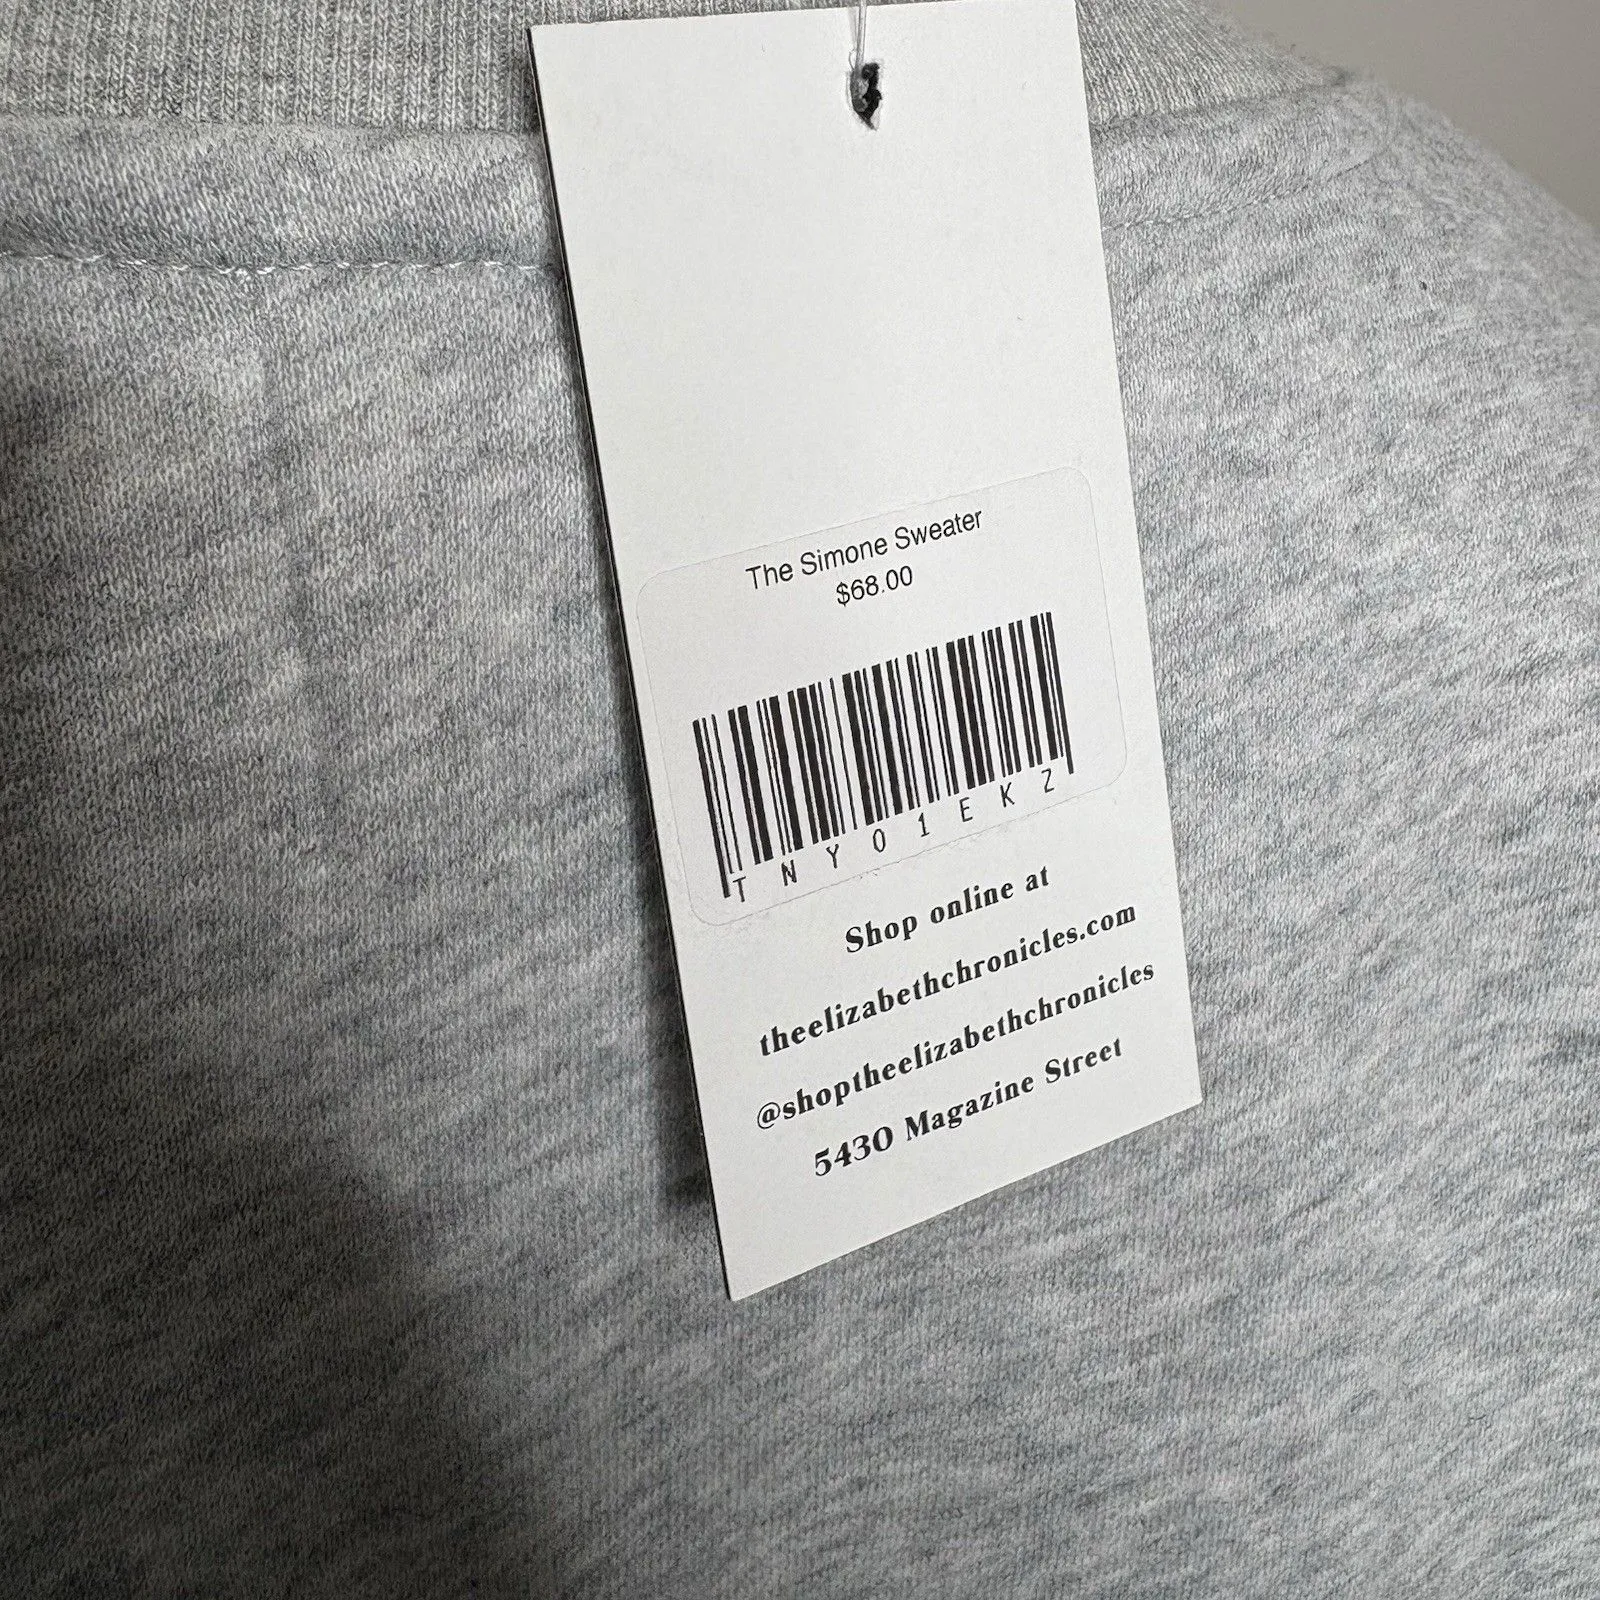 The Simone Sweater
$68.00
TNY01EKZ
Shop online at
theelizabethchronicles.com
@shoptheelizabethchronicles
5430 Magazine Street